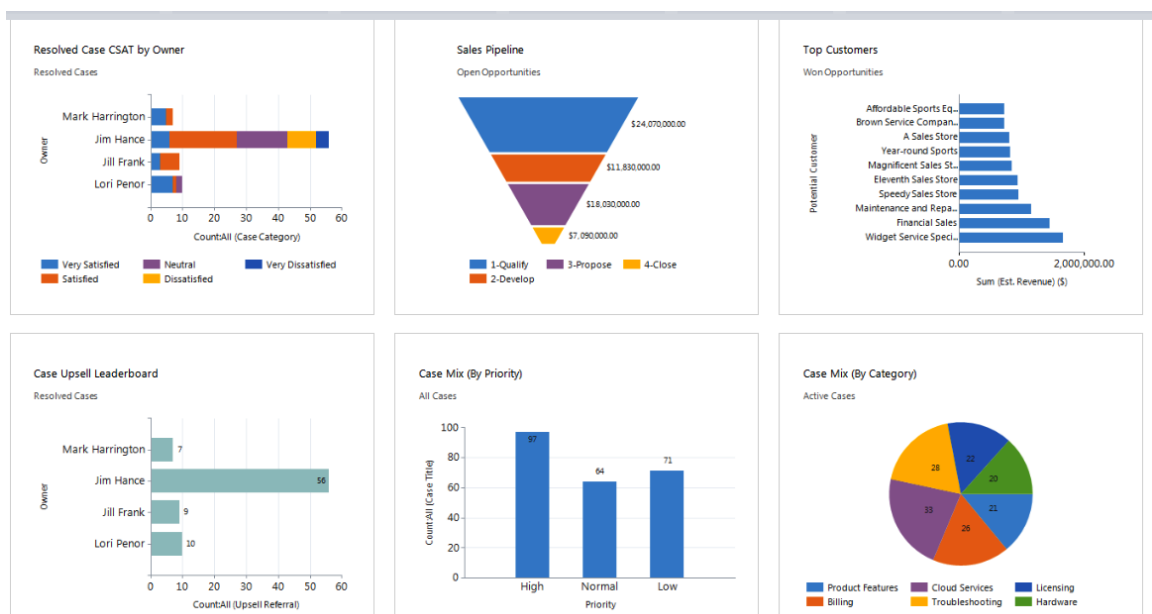 Resolved Case CSAT by Owner
Resolved Cases
Owner
Mark Harrington
Jim Hance
Jill Frank
Lori Penor
0 10 20 30 40 50 60
Count:All (Case Category)
Very Satisfied Neutral Very Dissatisfied
Satisfied Dissatisfied
Sales Pipeline
Open Opportunities
$24,070,000.00
$11,830,000.00
$18,030,000.00
$7,090,000.00
1-Qualify 3-Propose 4-Close
2-Develop
Top Customers
Won Opportunities
Potential Customer
Affordable Sports Eq...
Brown Service Compan...
A Sales Store
Year-round Sports
Magnificent Sales St...
Eleventh Sales Store
Speedy Sales Store
Maintenance and Repa...
Financial Sales
Widget Service Speci...
0.00 2,000,000.00
Sum (Est. Revenue) ($)
Case Upsell Leaderboard
Resolved Cases
Owner
Mark Harrington 7
Jim Hance 56
Jill Frank 9
Lori Penor 10
0 10 20 30 40 50 60
Count:All (Upsell Referral)
Case Mix (By Priority)
All Cases
Count:All (Case Title)
100
80
60
40
20
0
97
64
71
High Normal Low
Priority
Case Mix (By Category)
Active Cases
22
28
20
33
21
26
Product Features Cloud Services Licensing
Billing Troubleshooting Hardware